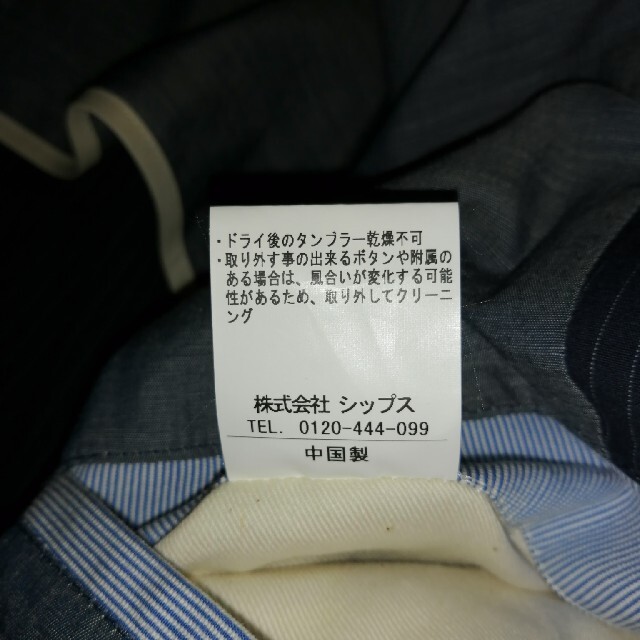 ・ドライ後のタンブラー乾燥不可
・取り外す事の出来るボタンや附属の
ある場合は、風合いが変化する可能
性があるため、取り外してクリーニ
ング
株式会社 シップス
TEL. 0120-444-099
中国製